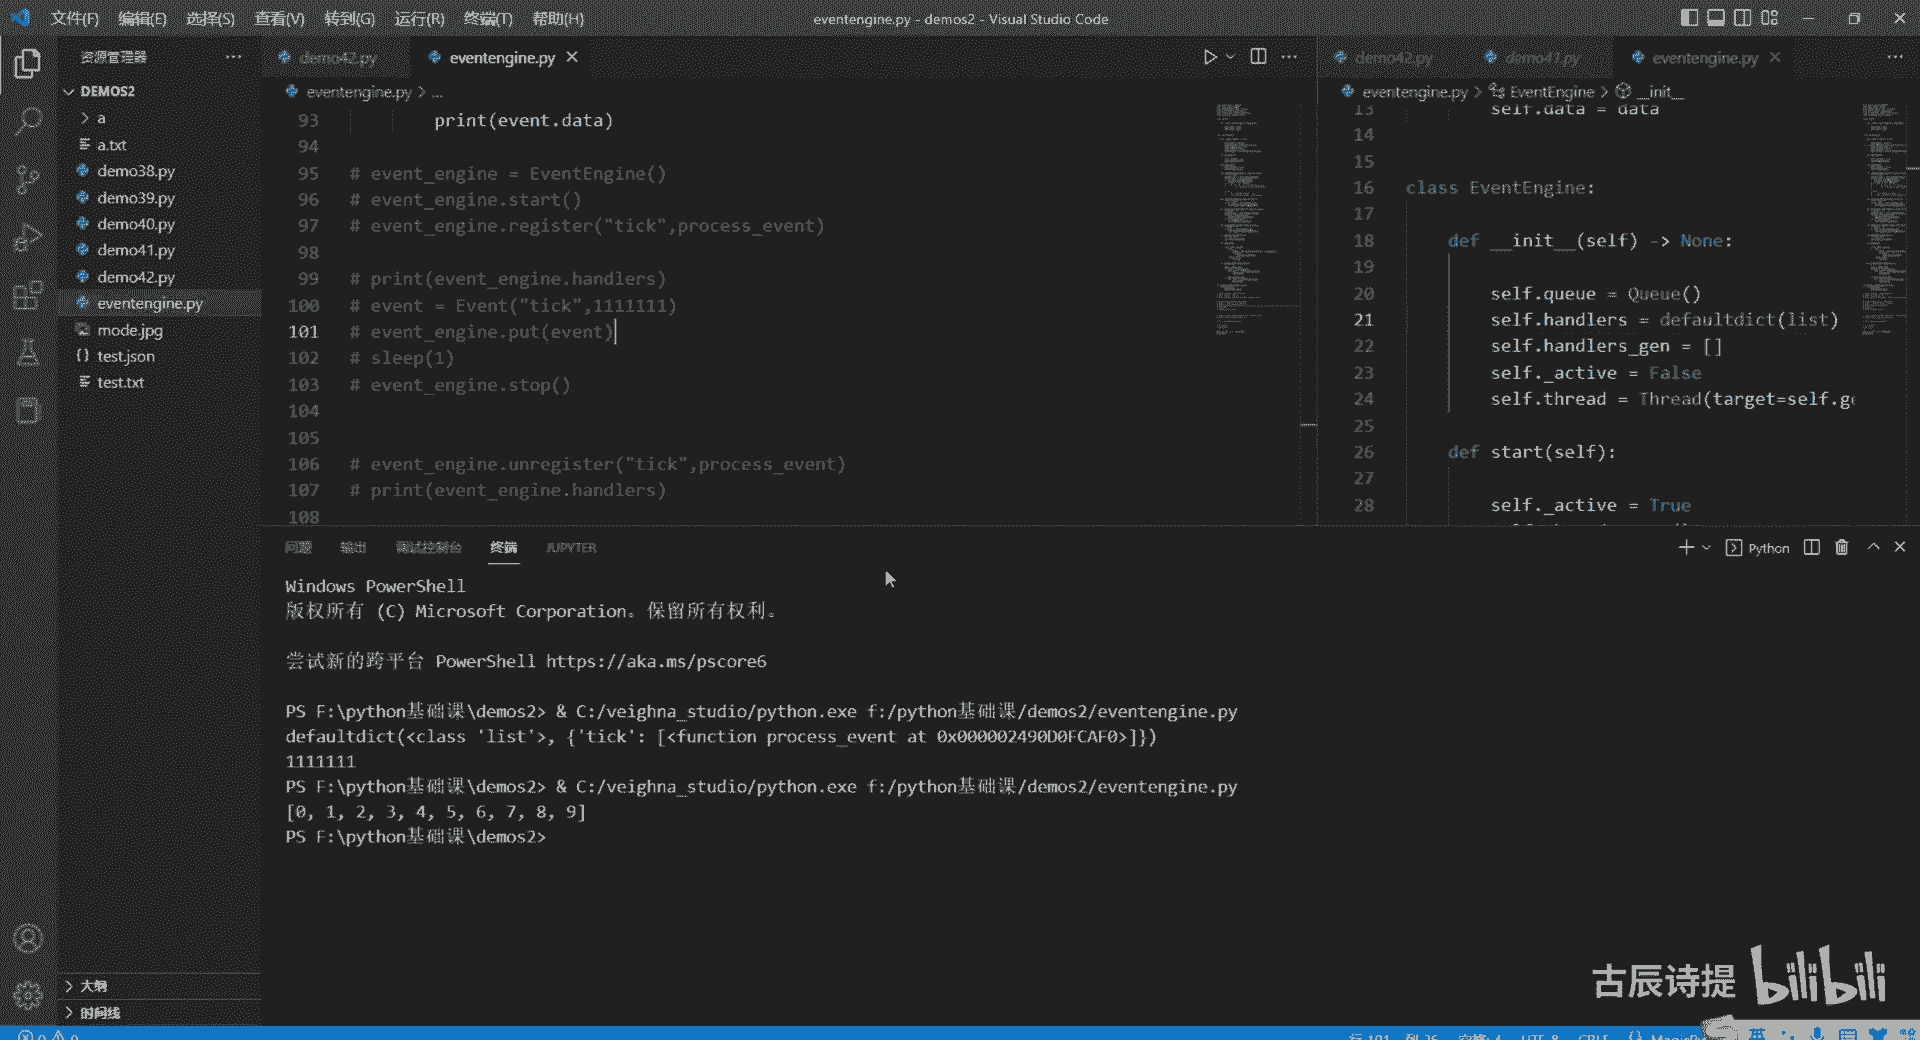 文件(F) 编辑(E) 选择(S) 查看(V) 转到(G) 运行(R) 终端(T) 帮助(H)
eventengine.py - demos2 - Visual Studio Code
资源管理器
DEMOS2
a
a.txt
demo38.py
demo39.py
demo40.py
demo41.py
demo42.py
eventengine.py
mode.jpg
{} test.json
test.txt
大纲
时间线
demo42.py
eventengine.py
eventengine.py > ...
93 print(event.data)
94
95 # event_engine = EventEngine()
96 # event_engine.start()
97 # event_engine.register("tick",process_event)
98
99 # print(event_engine.handlers)
100 # event = Event("tick",1111111)
101 # event_engine.put(event)
102 # sleep(1)
103 # event_engine.stop()
104
105
106 # event_engine.unregister("tick",process_event)
107 # print(event_engine.handlers)
108
demo42.py demo41.py eventengine.py
eventengine.py > EventEngine > __init__
13 self.data = data
14
15
16 class EventEngine:
17
18 def __init__(self) -> None:
19
20 self.queue = Queue()
21 self.handlers = defaultdict(list)
22 self.handlers_gen = []
23 self._active = False
24 self.thread = Thread(target=self.ge
25
26 def start(self):
27
28 self._active = True
问题 输出 调试控制台 终端 JUPYTER
Python
Windows PowerShell
版权所有 (C) Microsoft Corporation。保留所有权利。
尝试新的跨平台 PowerShell https://aka.ms/pscore6
PS F:\python基础课\demos2> & C:/veighna_studio/python.exe f:/python基础课/demos2/eventengine.py
defaultdict(<class 'list'>, {'tick': [<function process_event at 0x000002490D0FCAF0>]})
1111111
PS F:\python基础课\demos2> & C:/veighna_studio/python.exe f:/python基础课/demos2/eventengine.py
[0, 1, 2, 3, 4, 5, 6, 7, 8, 9]
PS F:\python基础课\demos2>
古辰诗提 bilibili